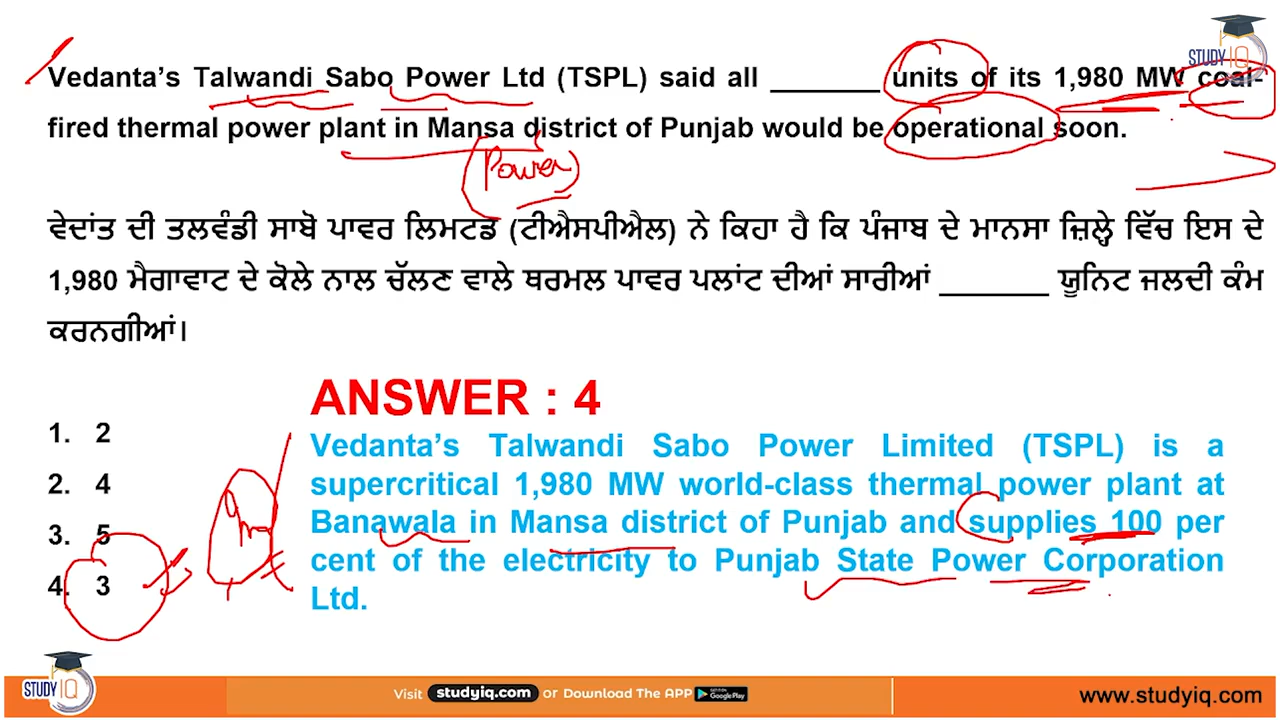 STUDY IQ
Vedanta's Talwandi Sabo Power Ltd (TSPL) said all ________ units of its 1,980 MW coal-
fired thermal power plant in Mansa district of Punjab would be operational soon.
Power
ਵੇਦਾਂਤ ਦੀ ਤਲਵੰਡੀ ਸਾਬੋ ਪਾਵਰ ਲਿਮਟਡ (ਟੀਐਸਪੀਐਲ) ਨੇ ਕਿਹਾ ਹੈ ਕਿ ਪੰਜਾਬ ਦੇ ਮਾਨਸਾ ਜ਼ਿਲ੍ਹੇ ਵਿੱਚ ਇਸ ਦੇ
1,980 ਮੈਗਾਵਾਟ ਦੇ ਕੋਲੇ ਨਾਲ ਚੱਲਣ ਵਾਲੇ ਥਰਮਲ ਪਾਵਰ ਪਲਾਂਟ ਦੀਆਂ ਸਾਰੀਆਂ ________ ਯੂਨਿਟ ਜਲਦੀ ਕੰਮ
ਕਰਨਗੀਆਂ।
1. 2
2. 4
3. 5
4. 3
ANSWER : 4
Vedanta's Talwandi Sabo Power Limited (TSPL) is a
supercritical 1,980 MW world-class thermal power plant at
Banawala in Mansa district of Punjab and supplies 100 per
cent of the electricity to Punjab State Power Corporation
Ltd.
STUDY IQ
Visit studyiq.com or Download The APP GET IT ON Google Play
www.studyiq.com